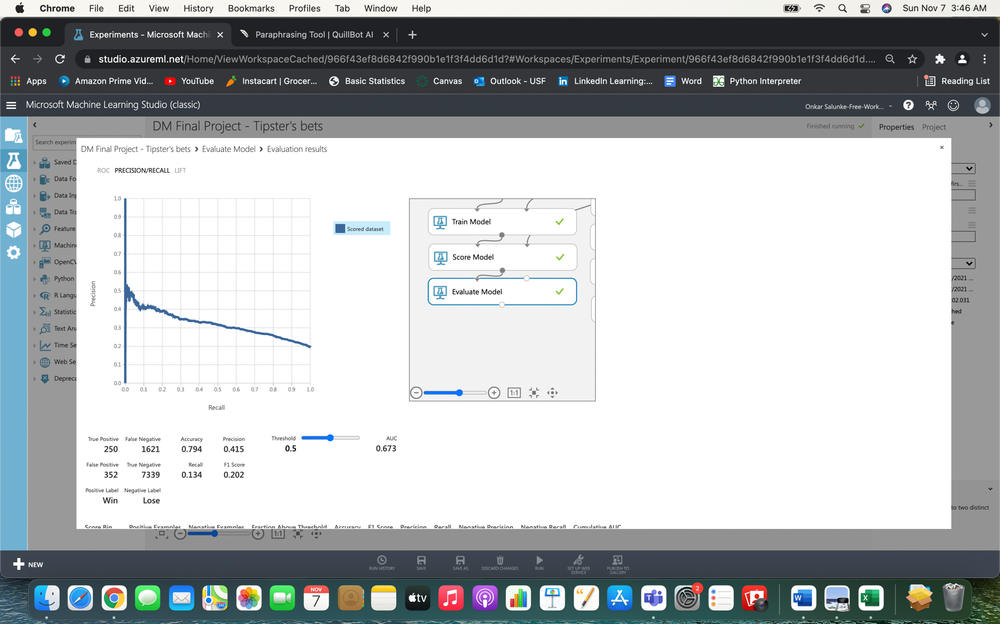 Chrome File Edit View History Bookmarks Profiles Tab Window Help Sun Nov 7 3:46 AM
Experiments - Microsoft Machi Paraphrasing Tool | QuillBot AI
studio.azureml.net/Home/ViewWorkspaceCached/966f43ef8d6842f990b1e1f3f4dd6d1d?#Workspaces/Experiments/Experiment/966f43ef8d6842f990b1e1f3f4dd6d1d....
Apps Amazon Prime Vid... YouTube Instacart | Grocer... Basic Statistics Canvas Outlook - USF LinkedIn Learning:... Word Python Interpreter Reading List
Microsoft Machine Learning Studio (classic) Onkar Salunke-Free-Work... ?
DM Final Project - Tipster's bets Finished running Properties Project
Search experim
DM Final Project - Tipster's bets › Evaluate Model › Evaluation results
Saved D
ROC PRECISION/RECALL LIFT
Data Fo
firs...
Data Inp
Data Tra
Feature
Machine
OpenCV
Python
R Langu
Statistic
Text Ana
Time Se
Web Se
Depreca
/2021 ...
/2021 ...
:02.031
hed
e
1.0
0.9
0.8
0.7
0.6
0.5
0.4
0.3
0.2
0.1
0.0
Precision
0.0 0.1 0.2 0.3 0.4 0.5 0.6 0.7 0.8 0.9 1.0
Recall
Scored dataset
Train Model
Score Model
Evaluate Model
1:1
True Positive False Negative Accuracy Precision Threshold AUC
250 1621 0.794 0.415 0.5 0.673
False Positive True Negative Recall F1 Score
352 7339 0.134 0.202
Positive Label Negative Label
Win Lose
to two distinct
Score Bin Positive Examples Negative Examples Fraction Above Threshold Accuracy F1 Score Precision Recall Negative Precision Negative Recall Cumulative AUC
1:1
NEW RUN HISTORY SAVE SAVE AS DISCARD CHANGES RUN SET UP WEB SERVICE PUBLISH TO GALLERY
NOV
7
280
tv
T
2
W
X